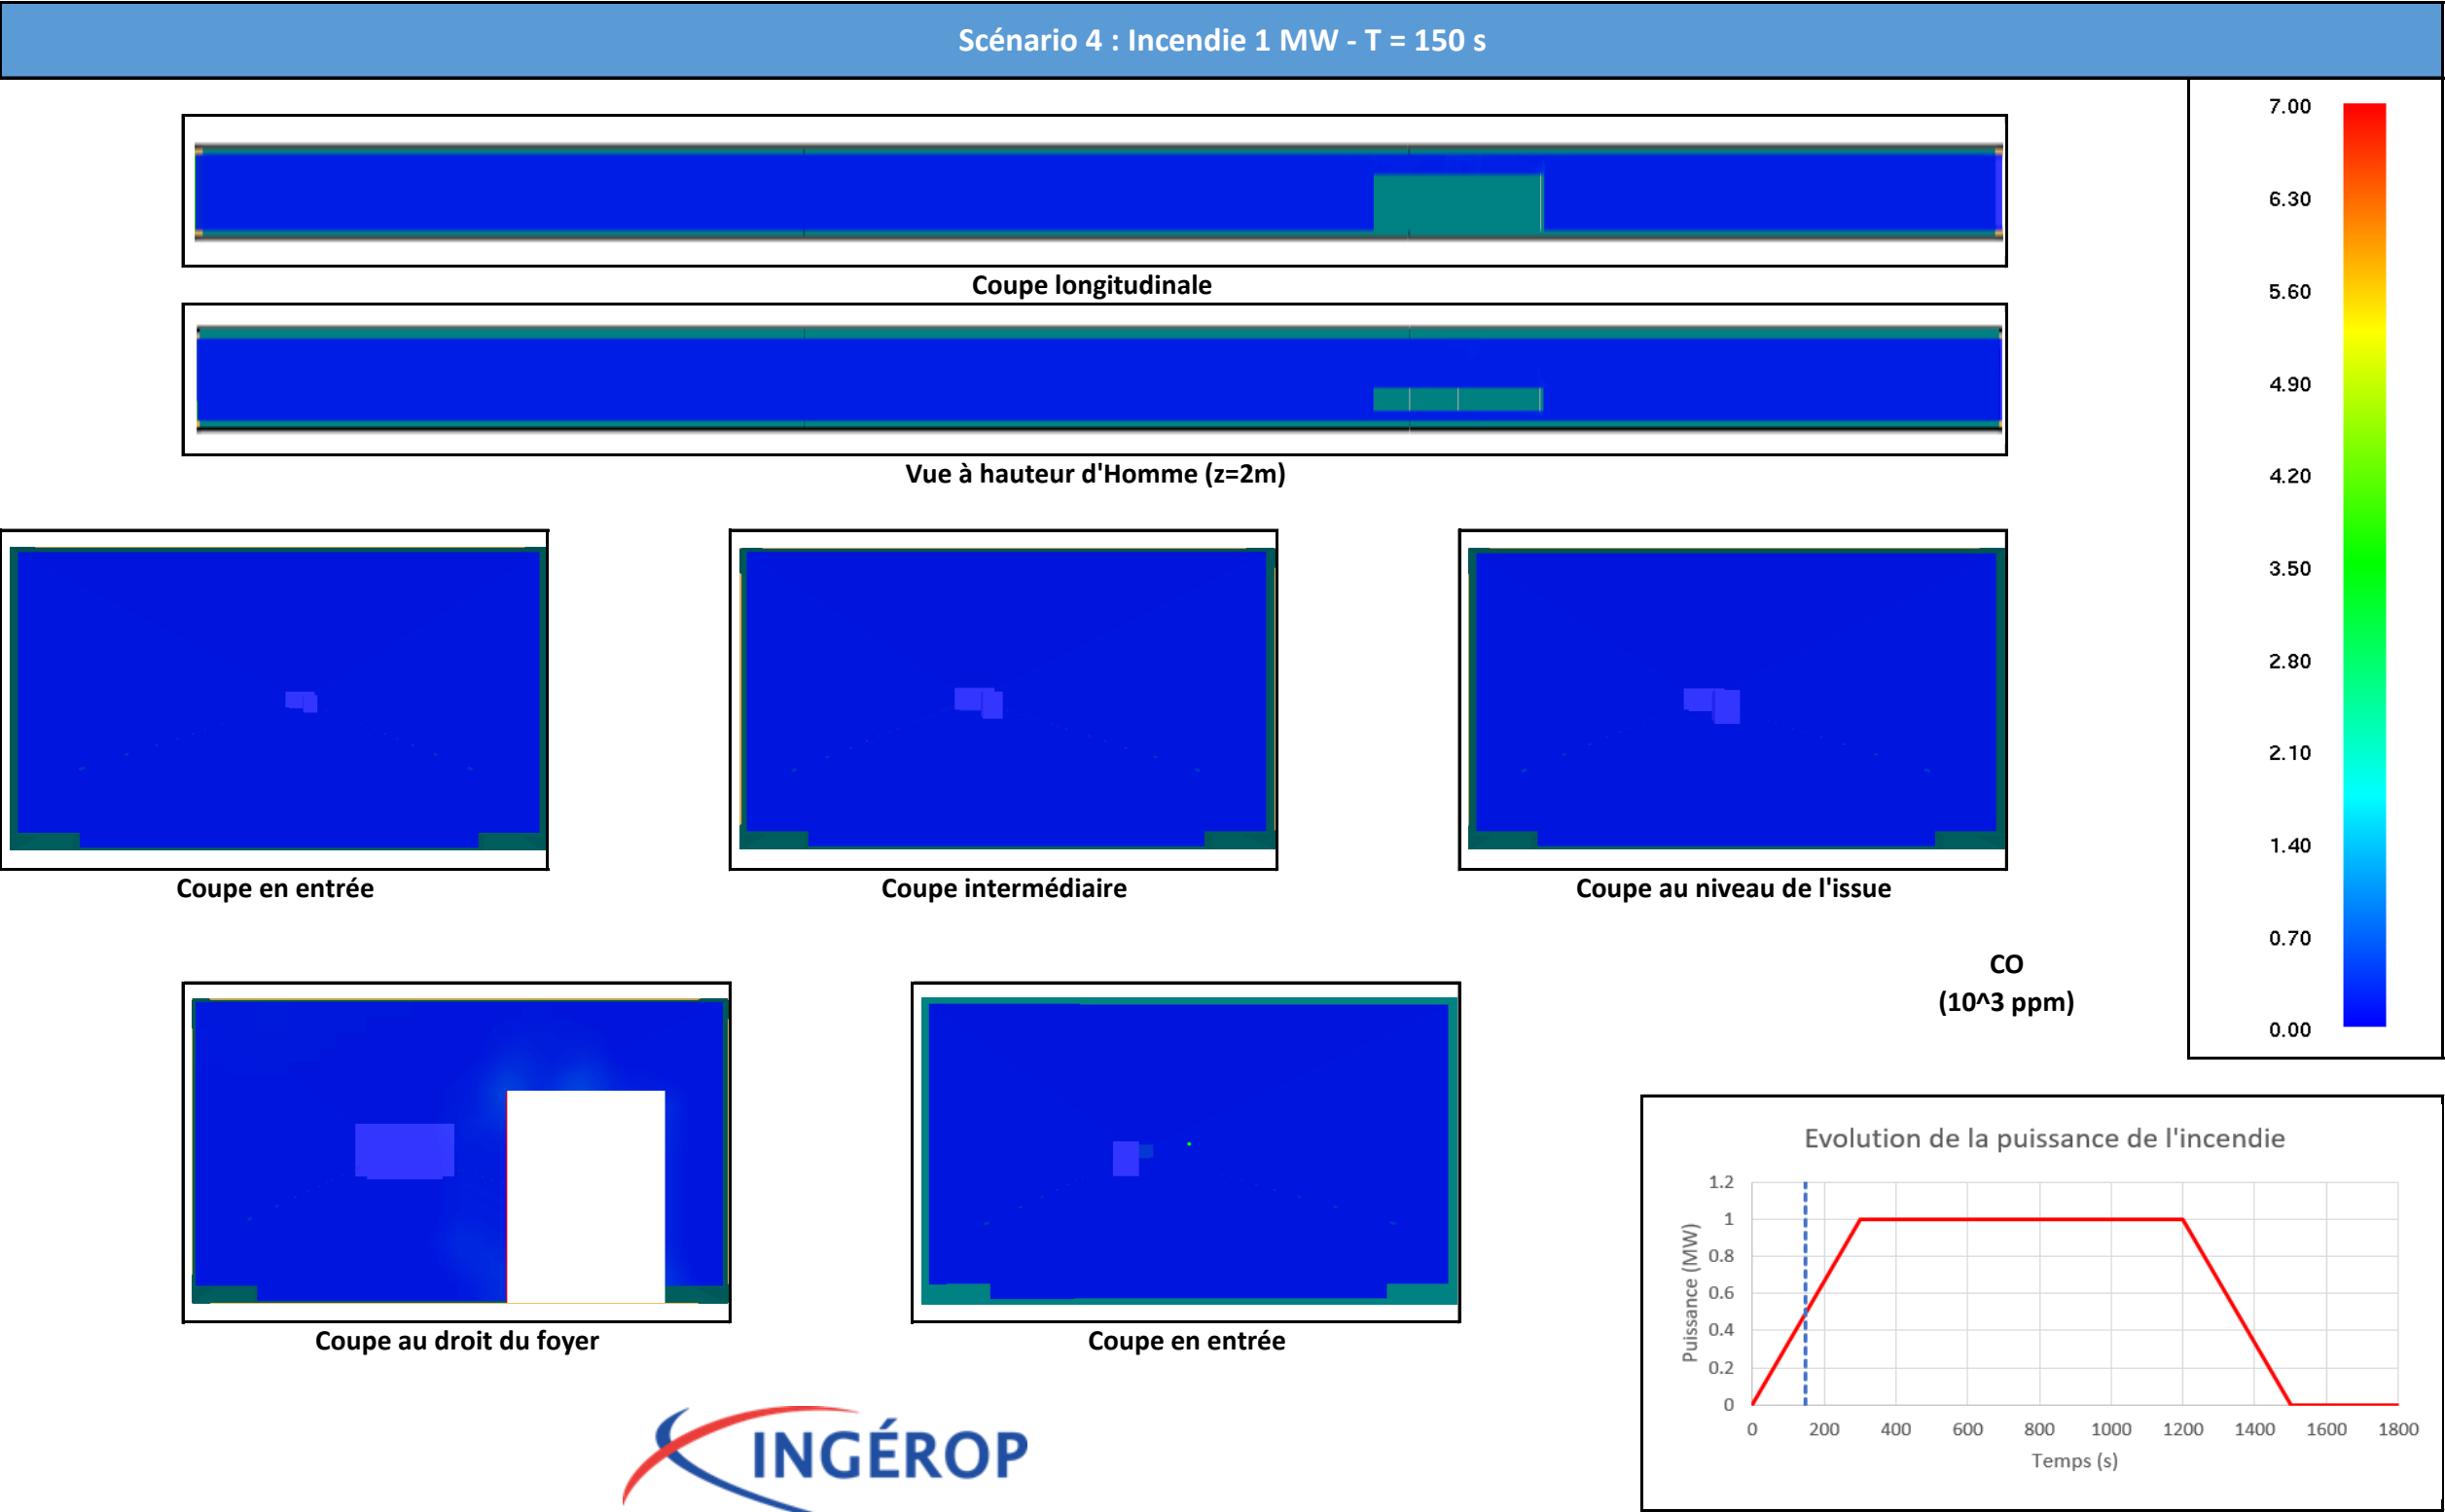 Scénario 4 : Incendie 1 MW - T = 150 s
Coupe longitudinale
Vue à hauteur d'Homme (z=2m)
Coupe en entrée
Coupe intermédiaire
Coupe au niveau de l'issue
Coupe au droit du foyer
Coupe en entrée
CO
(10^3 ppm)
7.00
6.30
5.60
4.90
4.20
3.50
2.80
2.10
1.40
0.70
0.00
Evolution de la puissance de l'incendie
Puissance (MW)
1.2
1
0.8
0.6
0.4
0.2
0
0 200 400 600 800 1000 1200 1400 1600 1800
Temps (s)
INGÉROP